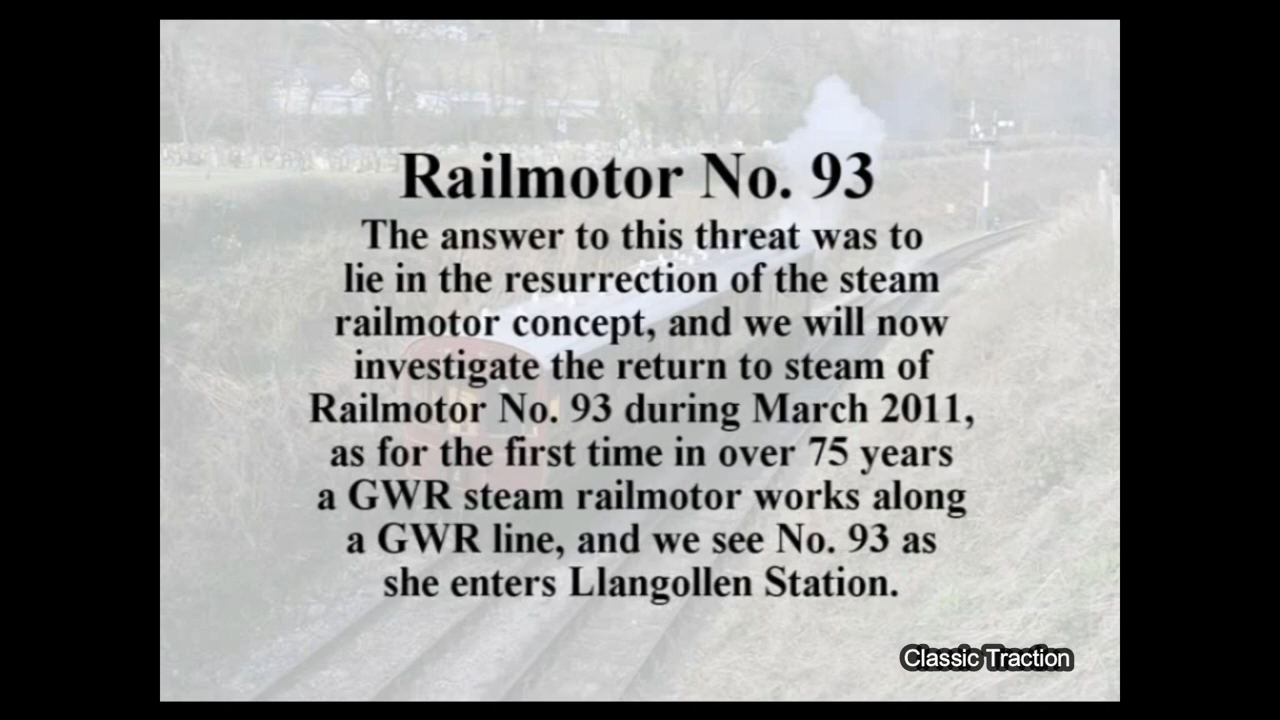 Railmotor No. 93
The answer to this threat was to
lie in the resurrection of the steam
railmotor concept, and we will now
investigate the return to steam of
Railmotor No. 93 during March 2011,
as for the first time in over 75 years
a GWR steam railmotor works along
a GWR line, and we see No. 93 as
she enters Llangollen Station.
Classic Traction